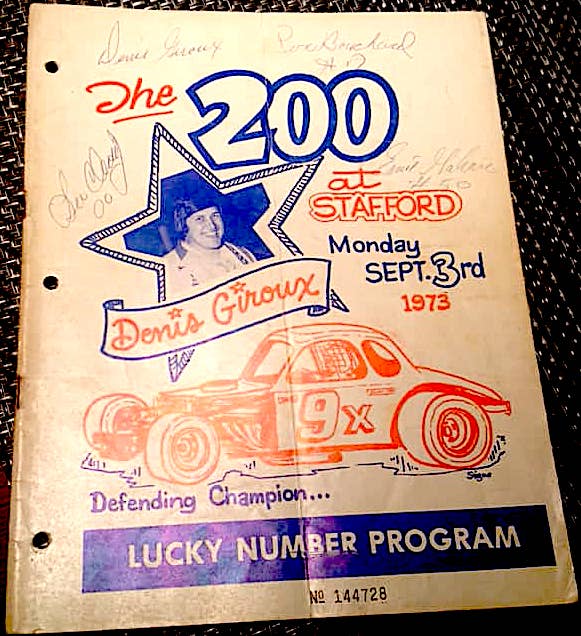 Denis Giroux
The 200
at
STAFFORD
Monday
SEPT. 3rd
1973
Denis Giroux
9x
Signe
Defending Champion...
LUCKY NUMBER PROGRAM
No 144728